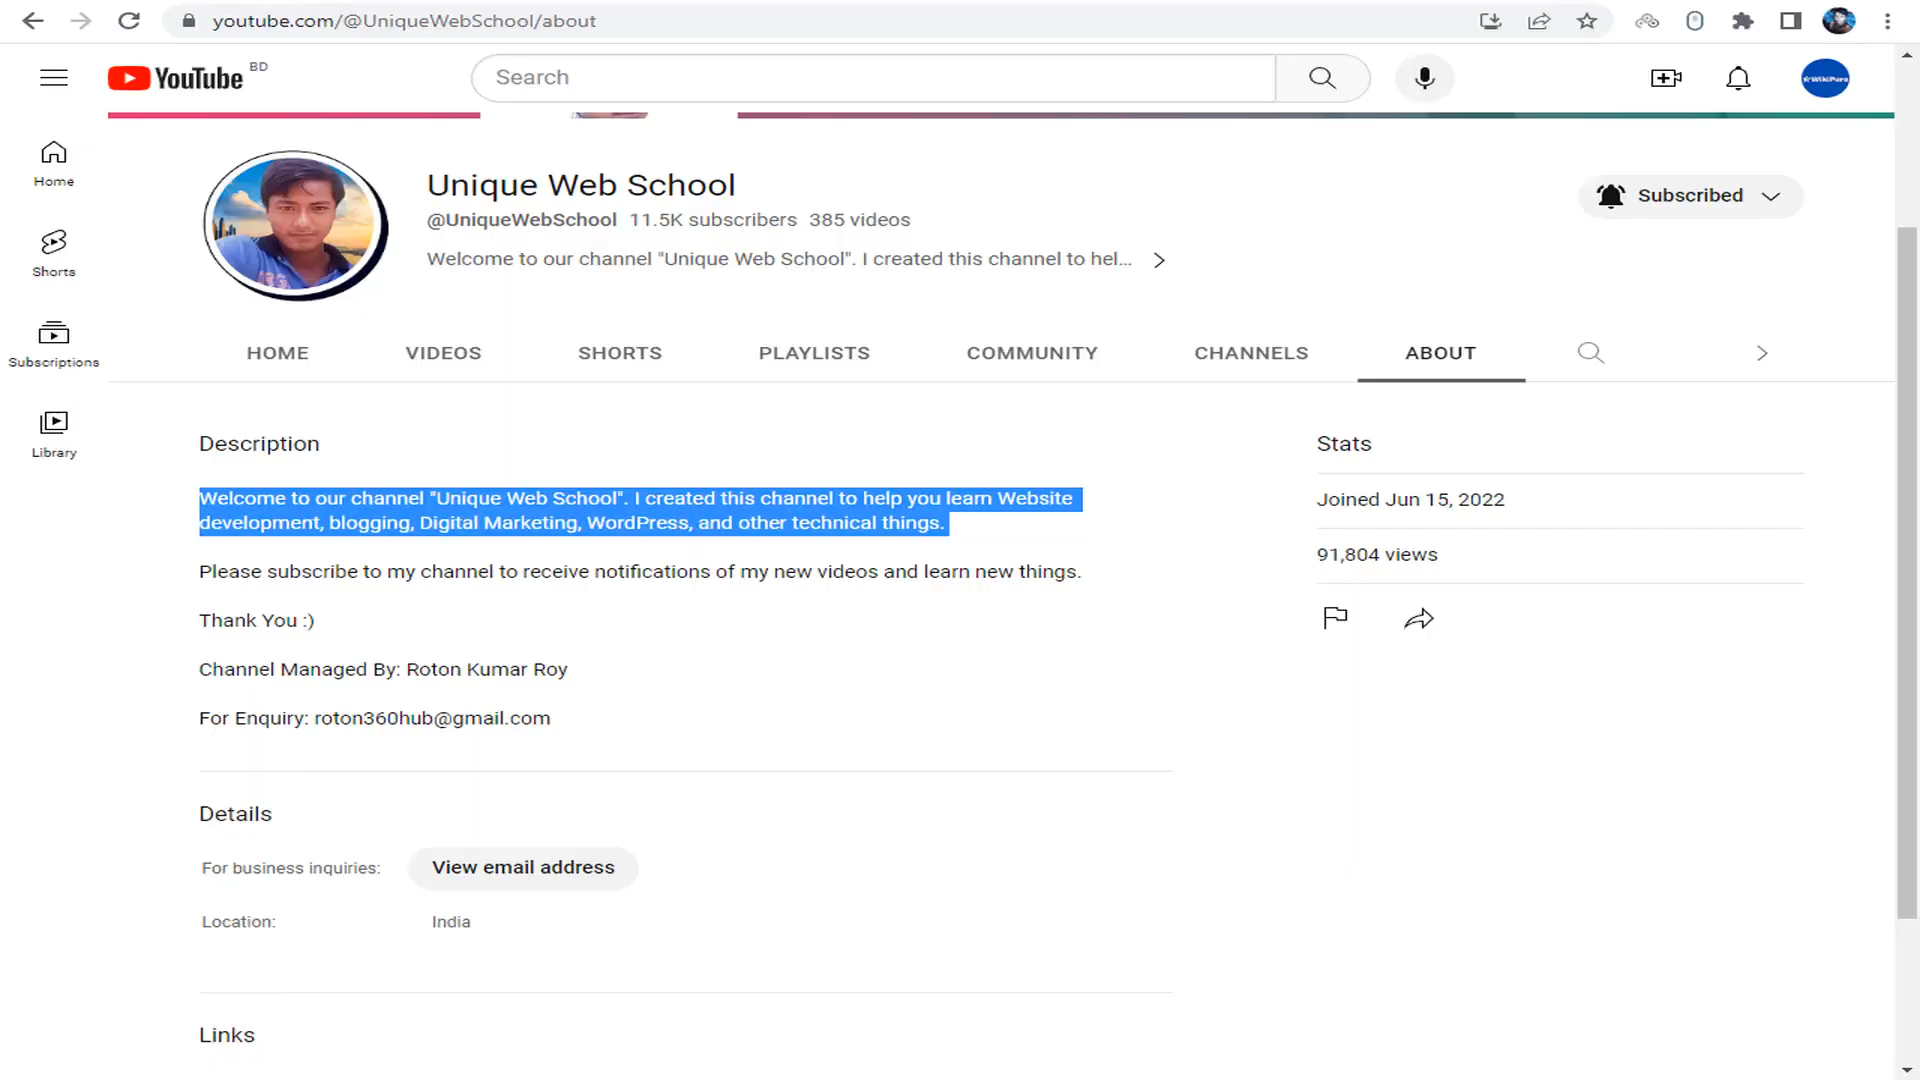 youtube.com/@UniqueWebSchool/about
YouTube BD
Search
WikiPura
Home
Shorts
Subscriptions
Library
Unique Web School
@UniqueWebSchool 11.5K subscribers 385 videos
Welcome to our channel "Unique Web School". I created this channel to hel...
Subscribed
HOME VIDEOS SHORTS PLAYLISTS COMMUNITY CHANNELS ABOUT
Description
Welcome to our channel "Unique Web School". I created this channel to help you learn Website
development, blogging, Digital Marketing, WordPress, and other technical things.
Please subscribe to my channel to receive notifications of my new videos and learn new things.
Thank You :)
Channel Managed By: Roton Kumar Roy
For Enquiry: roton360hub@gmail.com
Details
For business inquiries: View email address
Location: India
Links
Stats
Joined Jun 15, 2022
91,804 views